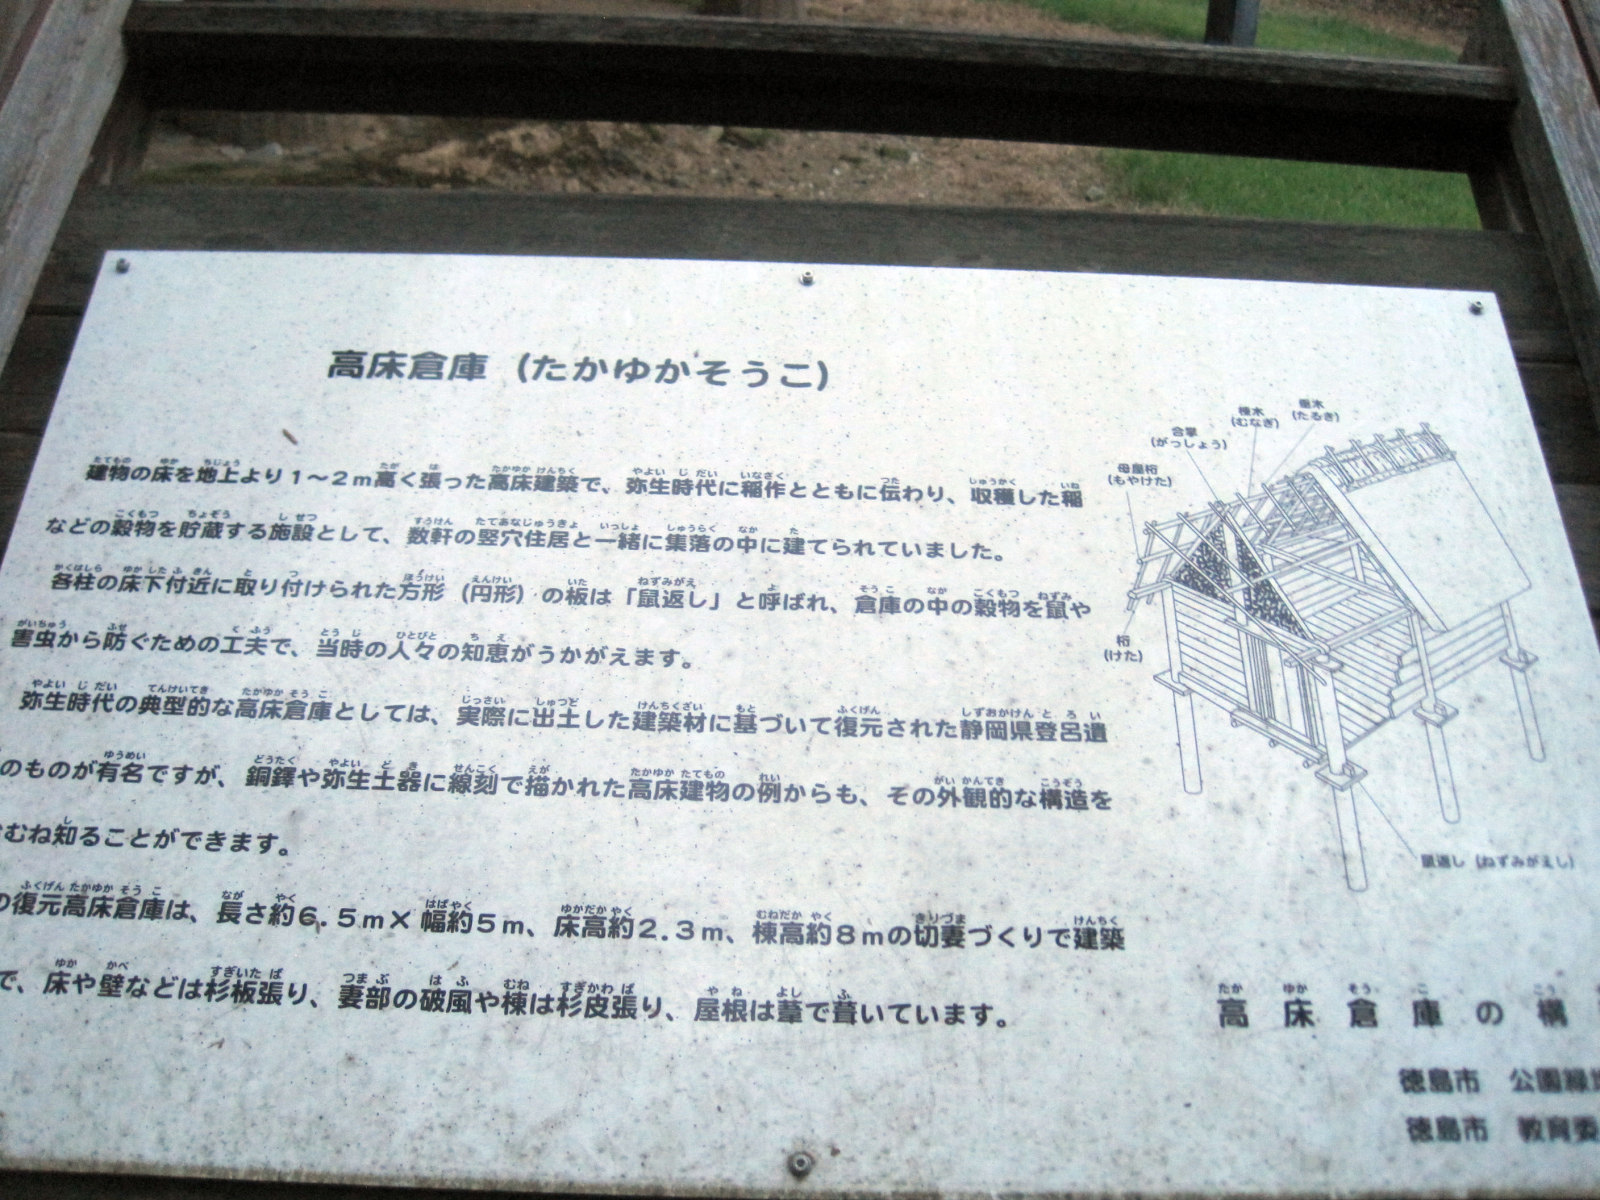 高床倉庫 (たかゆかそうこ)
建物の床を地上より1～2m高く張った高床建築で、弥生時代に稲作とともに伝わり、収穫した稲
などの穀物を貯蔵する施設として、数軒の竪穴住居と一緒に集落の中に建てられていました。
各柱の床下付近に取り付けられた方形(円形)の板は「鼠返し」と呼ばれ、倉庫の中の穀物を鼠や
害虫から防ぐための工夫で、当時の人々の知恵がうかがえます。
弥生時代の典型的な高床倉庫としては、実際に出土した建築材に基づいて復元された静岡県登呂遺
のものが有名ですが、銅鐸や弥生土器に線刻で描かれた高床建物の例からも、その外観的な構造を
むね知ることができます。
の復元高床倉庫は、長さ約6.5m×幅約5m、床高約2.3m、棟高約8mの切妻づくりで建築
で、床や壁などは杉板張り、妻部の破風や棟は杉皮張り、屋根は葦で葺いています。
垂木
(たるき)
棟木
(むなぎ)
合掌
(がっしょう)
母屋桁
(もやけた)
桁
(けた)
鼠返し (ねずみがえし)
高床倉庫の構
徳島市 公園緑地
徳島市 教育委